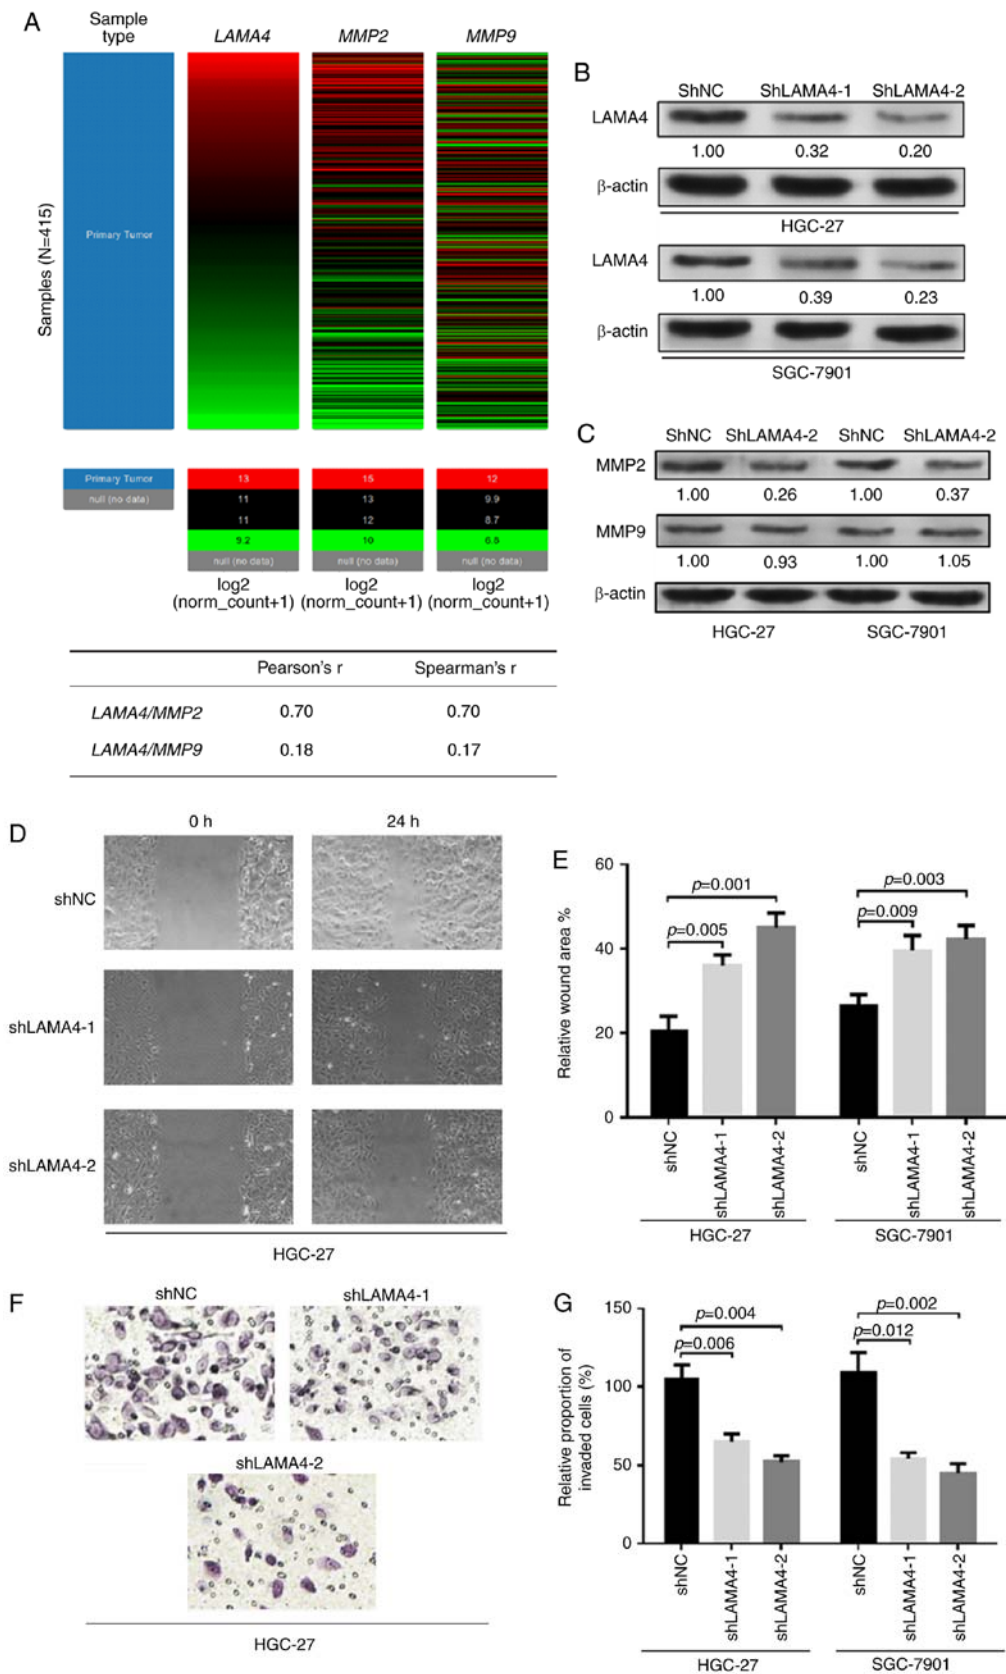 A
Sample
type
LAMA4
MMP2
MMP9
Samples (N=415)
Primary Tumor
Primary Tumor
null (no data)
13
11
11
9.2
null (no data)
15
13
12
10
null (no data)
12
9.9
8.7
6.8
null (no data)
log2
(norm_count+1)
log2
(norm_count+1)
log2
(norm_count+1)
Pearson's r Spearman's r
LAMA4/MMP2 0.70 0.70
LAMA4/MMP9 0.18 0.17
B
ShNC ShLAMA4-1 ShLAMA4-2
LAMA4
1.00 0.32 0.20
β-actin
HGC-27
LAMA4
1.00 0.39 0.23
β-actin
SGC-7901
C
ShNC ShLAMA4-2 ShNC ShLAMA4-2
MMP2
1.00 0.26 1.00 0.37
MMP9
1.00 0.93 1.00 1.05
β-actin
HGC-27 SGC-7901
D
0 h 24 h
shNC
shLAMA4-1
shLAMA4-2
HGC-27
E
Relative wound area %
60
40
20
0
p=0.001
p=0.005
p=0.003
p=0.009
shNC
shLAMA4-1
shLAMA4-2
shNC
shLAMA4-1
shLAMA4-2
HGC-27 SGC-7901
F
shNC shLAMA4-1
shLAMA4-2
HGC-27
G
Relative proportion of
invaded cells (%)
150
100
50
0
p=0.004
p=0.006
p=0.002
p=0.012
shNC
shLAMA4-1
shLAMA4-2
shNC
shLAMA4-1
shLAMA4-2
HGC-27 SGC-7901